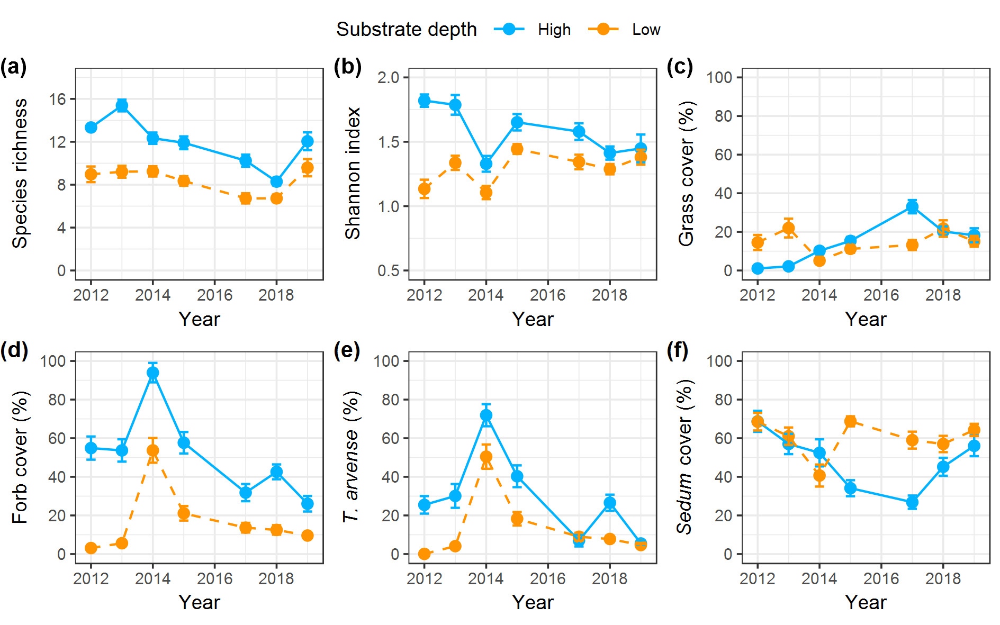 Substrate depth High Low
(a) (b) (c)
Species richness
16
12
8
4
0
2012 2014 2016 2018
Year
Shannon index
2.0
1.5
1.0
0.5
2012 2014 2016 2018
Year
Grass cover (%)
100
80
60
40
20
0
2012 2014 2016 2018
Year
(d) (e) (f)
Forb cover (%)
100
80
60
40
20
0
2012 2014 2016 2018
Year
T. arvense (%)
100
80
60
40
20
0
2012 2014 2016 2018
Year
Sedum cover (%)
100
80
60
40
20
0
2012 2014 2016 2018
Year